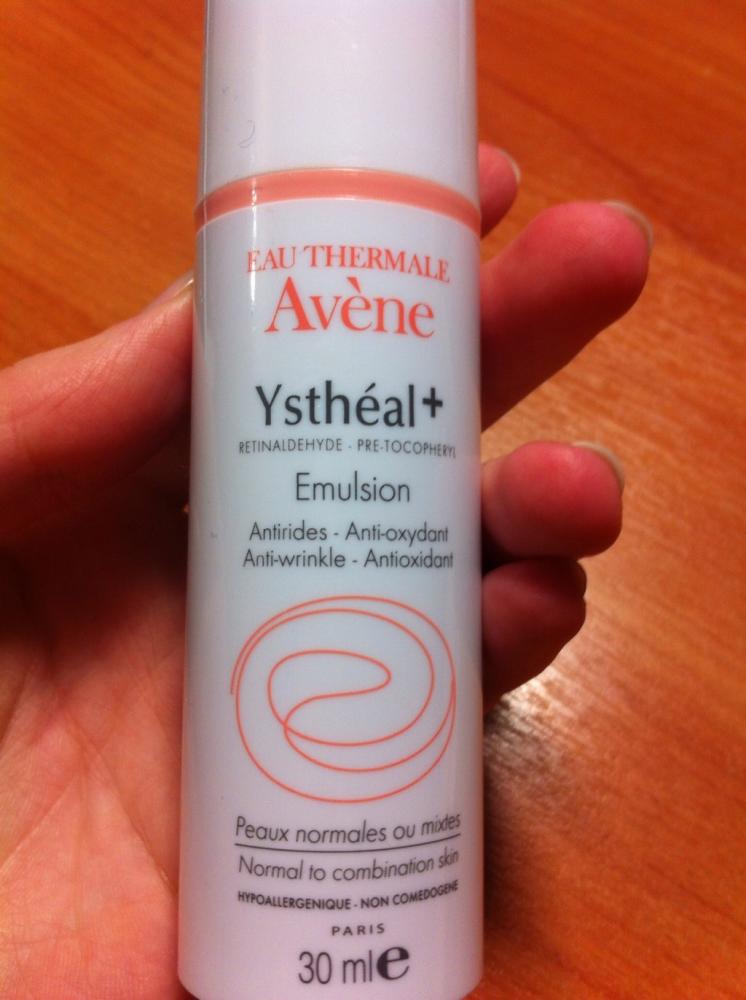 EAU THERMALE
Avène
Ysthéal+
RETINALDEHYDE - PRE-TOCOPHERYL
Emulsion
Antirides - Anti-oxydant
Anti-wrinkle - Antioxidant
Peaux normales ou mixtes
Normal to combination skin
HYPOALLERGENIQUE - NON COMEDOGENE
PARIS
30 ml e